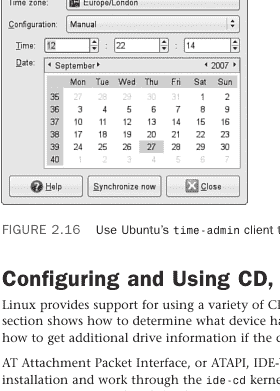 Time zone: Europe/London
Configuration: Manual
Time: 12 : 22 : 14
Date: September 2007
Mon Tue Wed Thu Fri Sat Sun
35 27 28 29 30 31 1 2
36 3 4 5 6 7 8 9
37 10 11 12 13 14 15 16
38 17 18 19 20 21 22 23
39 24 25 26 27 28 29 30
40 1 2 3 4 5 6 7
Help Synchronize now Close
FIGURE 2.16 Use Ubuntu's time-admin client
Configuring and Using CD,
Linux provides support for using a variety of
section shows how to determine what device
how to get additional drive information if the
AT Attachment Packet Interface, or ATAPI,
installation and work through the ide-cd